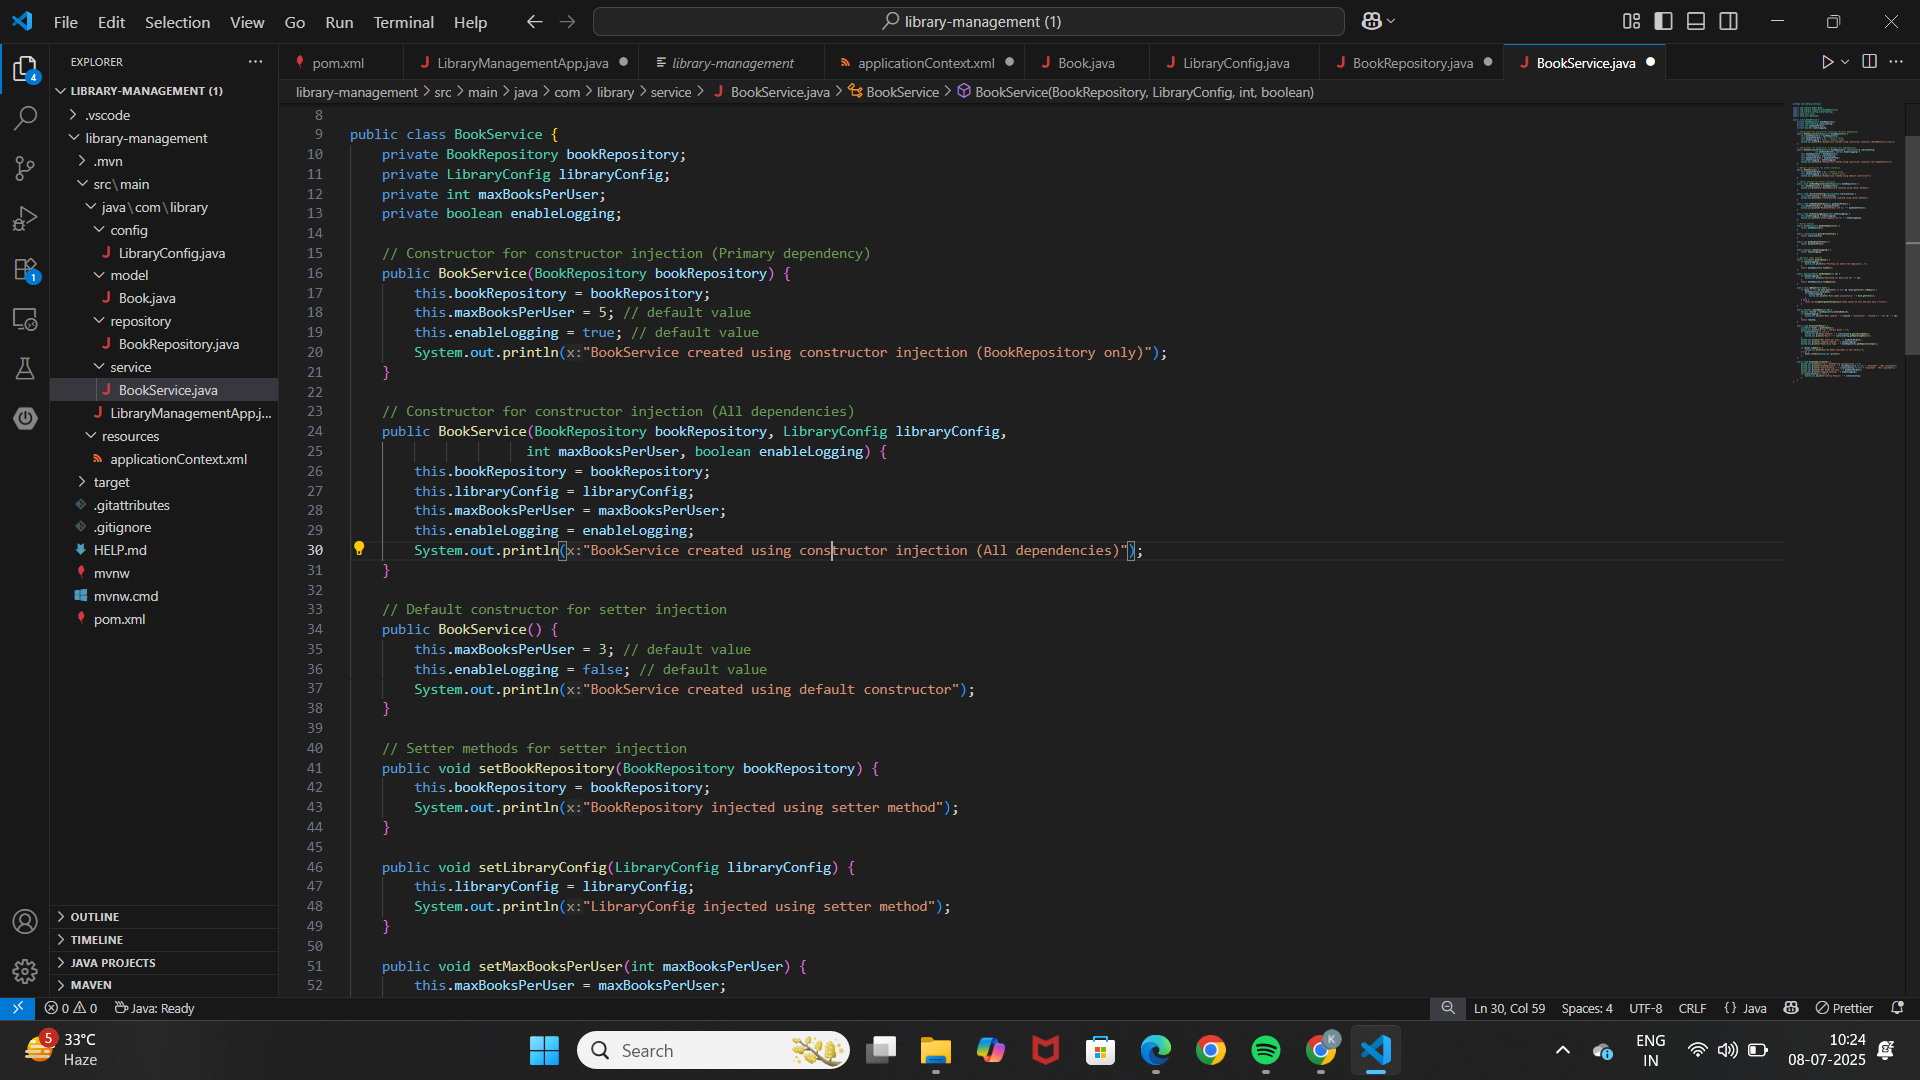 File Edit Selection View Go Run Terminal Help
library-management (1)
EXPLORER
pom.xml
LibraryManagementApp.java
library-management
applicationContext.xml
Book.java
LibraryConfig.java
BookRepository.java
BookService.java
library-management > src > main > java > com > library > service > BookService.java > BookService > BookService(BookRepository, LibraryConfig, int, boolean)
LIBRARY-MANAGEMENT (1)
.vscode
library-management
.mvn
src\main
java\com\library
config
LibraryConfig.java
model
Book.java
repository
BookRepository.java
service
BookService.java
LibraryManagementApp.j...
resources
applicationContext.xml
target
.gitattributes
.gitignore
HELP.md
mvnw
mvnw.cmd
pom.xml
OUTLINE
TIMELINE
JAVA PROJECTS
MAVEN
4
1
8
9 public class BookService {
10 private BookRepository bookRepository;
11 private LibraryConfig libraryConfig;
12 private int maxBooksPerUser;
13 private boolean enableLogging;
14
15 // Constructor for constructor injection (Primary dependency)
16 public BookService(BookRepository bookRepository) {
17 this.bookRepository = bookRepository;
18 this.maxBooksPerUser = 5; // default value
19 this.enableLogging = true; // default value
20 System.out.println(x:"BookService created using constructor injection (BookRepository only)");
21 }
22
23 // Constructor for constructor injection (All dependencies)
24 public BookService(BookRepository bookRepository, LibraryConfig libraryConfig,
25 int maxBooksPerUser, boolean enableLogging) {
26 this.bookRepository = bookRepository;
27 this.libraryConfig = libraryConfig;
28 this.maxBooksPerUser = maxBooksPerUser;
29 this.enableLogging = enableLogging;
30 System.out.println(x:"BookService created using constructor injection (All dependencies)");
31 }
32
33 // Default constructor for setter injection
34 public BookService() {
35 this.maxBooksPerUser = 3; // default value
36 this.enableLogging = false; // default value
37 System.out.println(x:"BookService created using default constructor");
38 }
39
40 // Setter methods for setter injection
41 public void setBookRepository(BookRepository bookRepository) {
42 this.bookRepository = bookRepository;
43 System.out.println(x:"BookRepository injected using setter method");
44 }
45
46 public void setLibraryConfig(LibraryConfig libraryConfig) {
47 this.libraryConfig = libraryConfig;
48 System.out.println(x:"LibraryConfig injected using setter method");
49 }
50
51 public void setMaxBooksPerUser(int maxBooksPerUser) {
52 this.maxBooksPerUser = maxBooksPerUser;
0 0 Java: Ready
Ln 30, Col 59 Spaces: 4 UTF-8 CRLF {} Java Prettier
5
33°C
Haze
Search
K
ENG
IN
10:24
08-07-2025